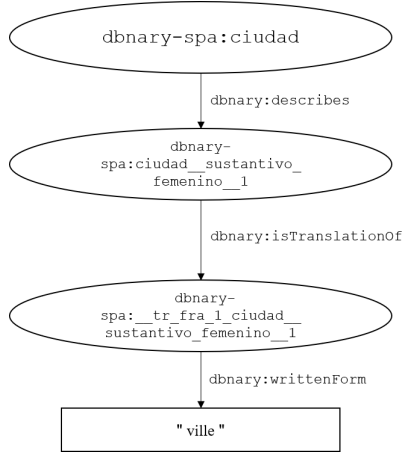 dbnary-spa:ciudad
dbnary:describes
dbnary-
spa:ciudad__sustantivo_
femenino__1
dbnary:isTranslationOf
dbnary-
spa:__tr_fra_1_ciudad__
sustantivo_femenino__1
dbnary:writtenForm
" ville "